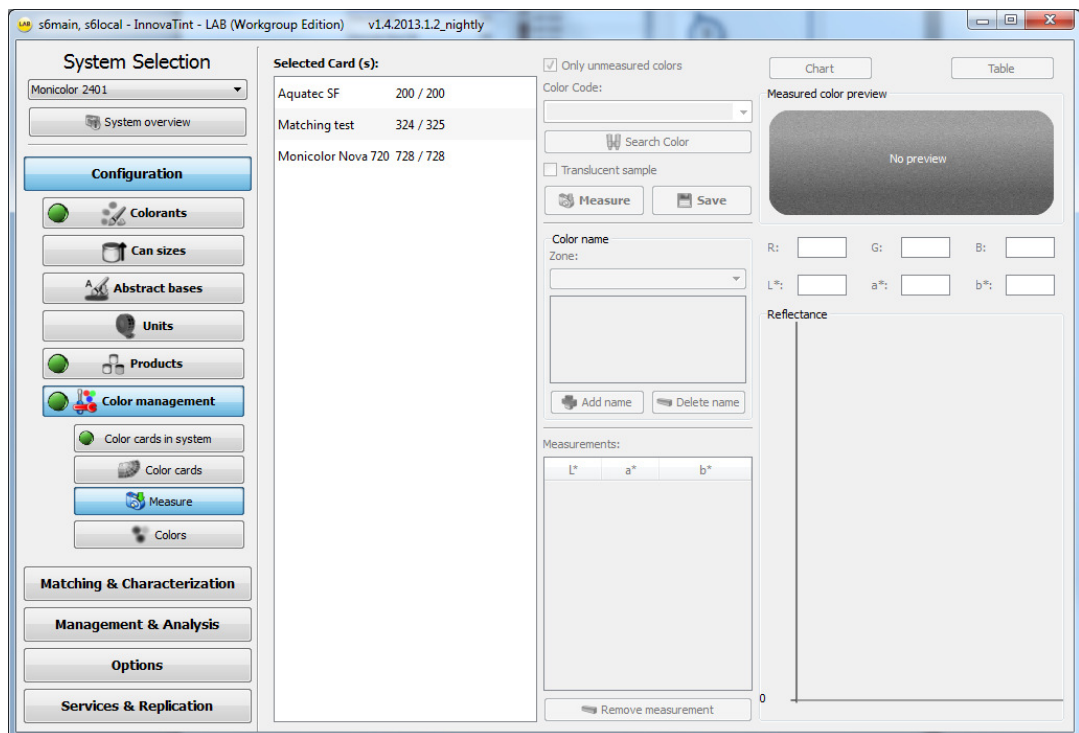 LAB s6main, s6local - InnovaTint - LAB (Workgroup Edition) v1.4.2013.1.2_nightly
System Selection
Monicolor 2401
System overview
Configuration
Colorants
Can sizes
A Abstract bases
Units
Products
Color management
Color cards in system
Color cards
Measure
Colors
Matching & Characterization
Management & Analysis
Options
Services & Replication
Selected Card (s):
Aquatec SF 200 / 200
Matching test 324 / 325
Monicolor Nova 720 728 / 728
Only unmeasured colors
Color Code:
Search Color
Translucent sample
Measure Save
Color name
Zone:
Add name Delete name
Measurements:
L* a* b*
Remove measurement
Chart Table
Measured color preview
No preview
R: G: B:
L*: a*: b*:
Reflectance
0